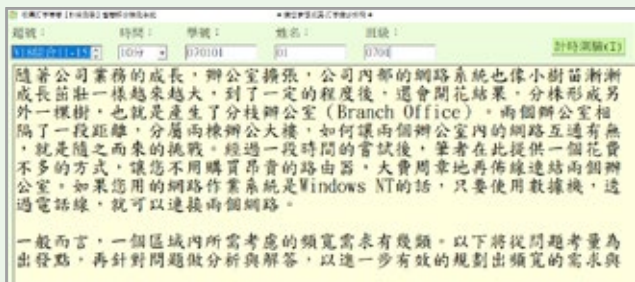 題號： 時間： 學號： 姓名： 班級：
10分 070101 01 0701 計時測驗(I)
隨著公司業務的成長，辦公室擴張，公司內部的網路系統也像小樹苗漸漸
成長茁壯一樣越來越大，到了一定的程度後，還會開花結果，分株形成另
外一棵樹，也就是產生了分枝辦公室（Branch Office）。兩個辦公室相
隔了一段距離，分屬兩棟辦公大樓，如何讓兩個辦公室內的網路互通有無
，就是隨之而來的挑戰。經過一段時間的嘗試後，筆者在此提供一個花費
不多的方式，讓您不用購買昂貴的路由器，大費周章地再佈線連結兩個辦
公室。如果您用的網路作業系統是Windows NT的話，只要使用數據機，透
過電話線，就可以連接兩個網路。
一般而言，一個區域內所需考慮的頻寬需求有幾類。以下將從問題考量為
出發點，再針對問題做分析與解答，以進一步有效的規劃出頻寬的需求與